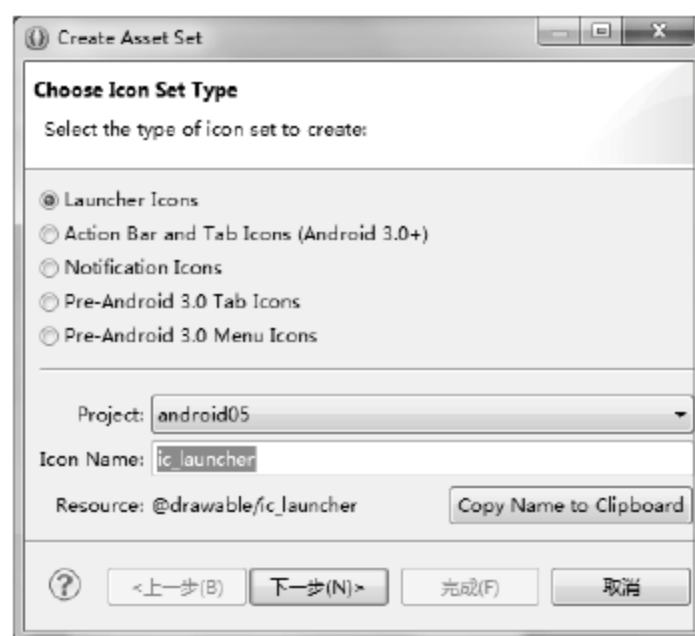 Create Asset Set
Choose Icon Set Type
Select the type of icon set to create:
Launcher Icons
Action Bar and Tab Icons (Android 3.0+)
Notification Icons
Pre-Android 3.0 Tab Icons
Pre-Android 3.0 Menu Icons
Project: android05
Icon Name: ic_launcher
Resource: @drawable/ic_launcher Copy Name to Clipboard
? <上一步(B) 下一步(N)> 完成(F) 取消